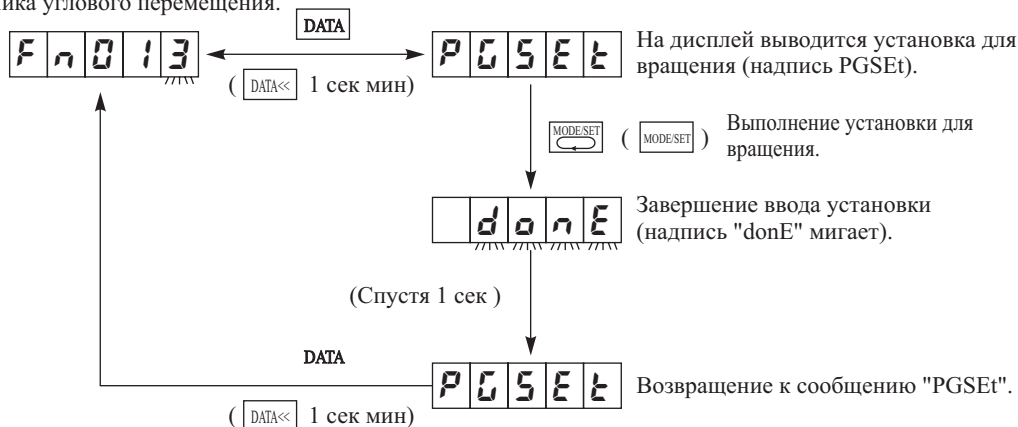 ника углового перемещения.
DATA
Fn013
PGSEt
( DATA< 1 сек мин)
На дисплей выводится установка для
вращения (надпись PGSEt).
MODE/SET ( MODE/SET )
Выполнение установки для
вращения.
donE
Завершение ввода установки
(надпись "donE" мигает).
(Спустя 1 сек )
DATA
PGSEt
Возвращение к сообщению "PGSEt".
( DATA< 1 сек мин)